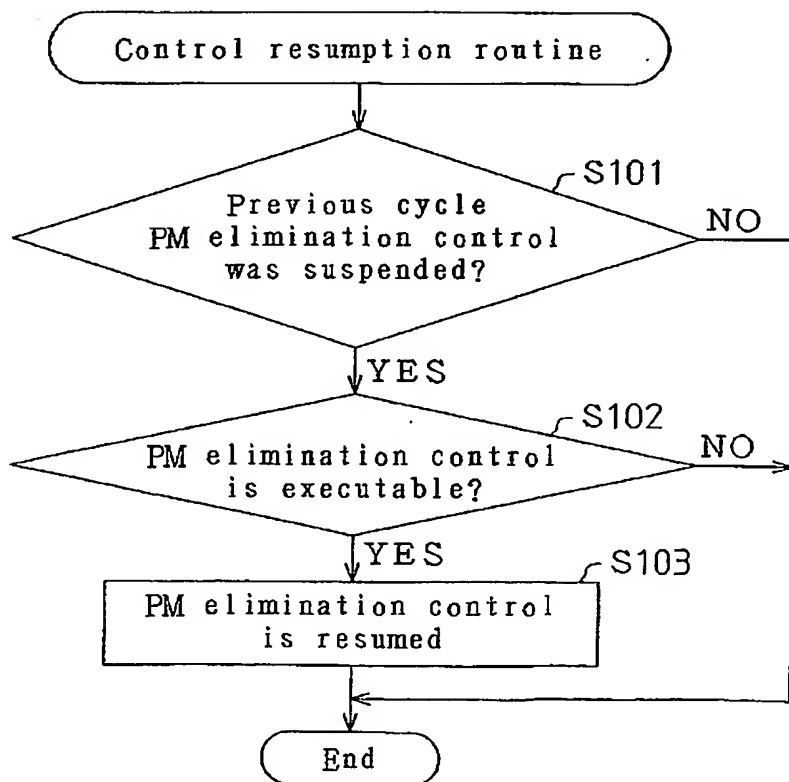 Control resumption routine
S101
Previous cycle
PM elimination control
was suspended?
NO
YES
S102
PM elimination control
is executable?
NO
YES
S103
PM elimination control
is resumed
End